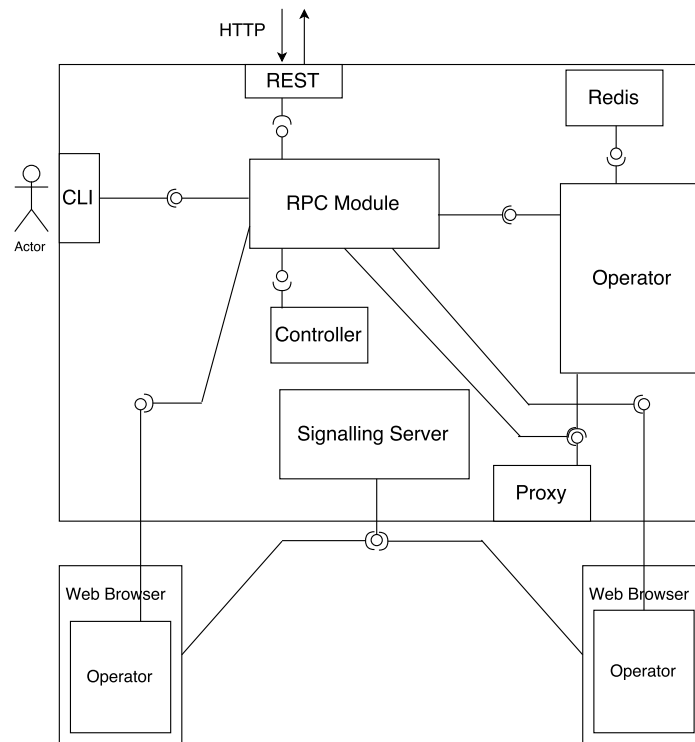 HTTP
REST
Redis
CLI
RPC Module
Actor
Operator
Controller
Signalling Server
Proxy
Web Browser
Web Browser
Operator
Operator